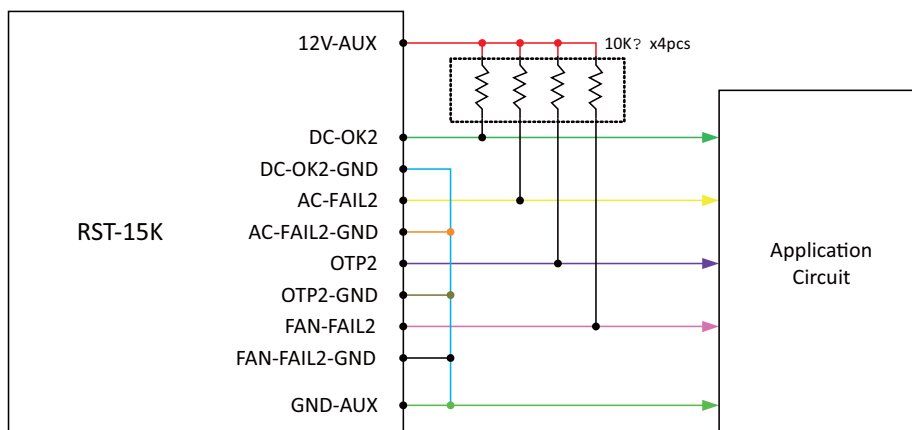 12V-AUX
10K? x4pcs
DC-OK2
DC-OK2-GND
AC-FAIL2
RST-15K
AC-FAIL2-GND
OTP2
OTP2-GND
FAN-FAIL2
FAN-FAIL2-GND
GND-AUX
Application
Circuit